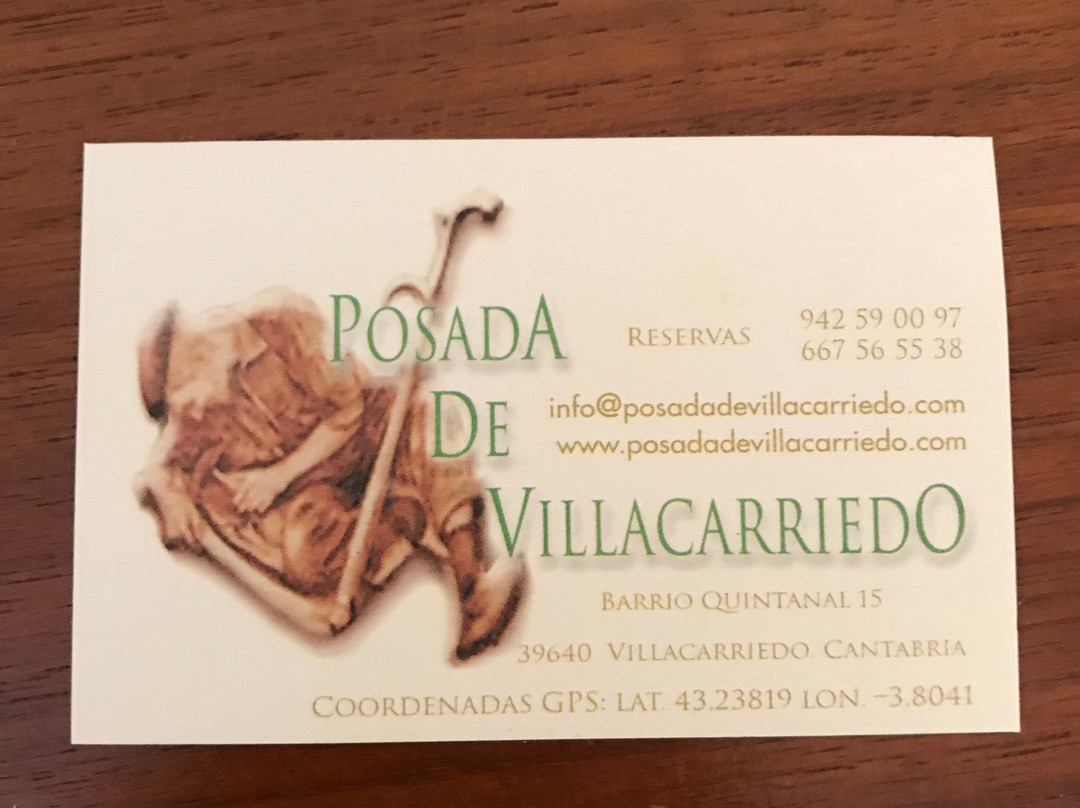 POSADA
DE
VILLACARRIEDO
RESERVAS
942 59 00 97
667 56 55 38
info@posadadevillacarriedo.com
www.posadadevillacarriedo.com
BARRIO QUINTANAL 15
39640 VILLACARRIEDO. CANTABRIA
COORDENADAS GPS: LAT. 43.23819 LON. -3.8041